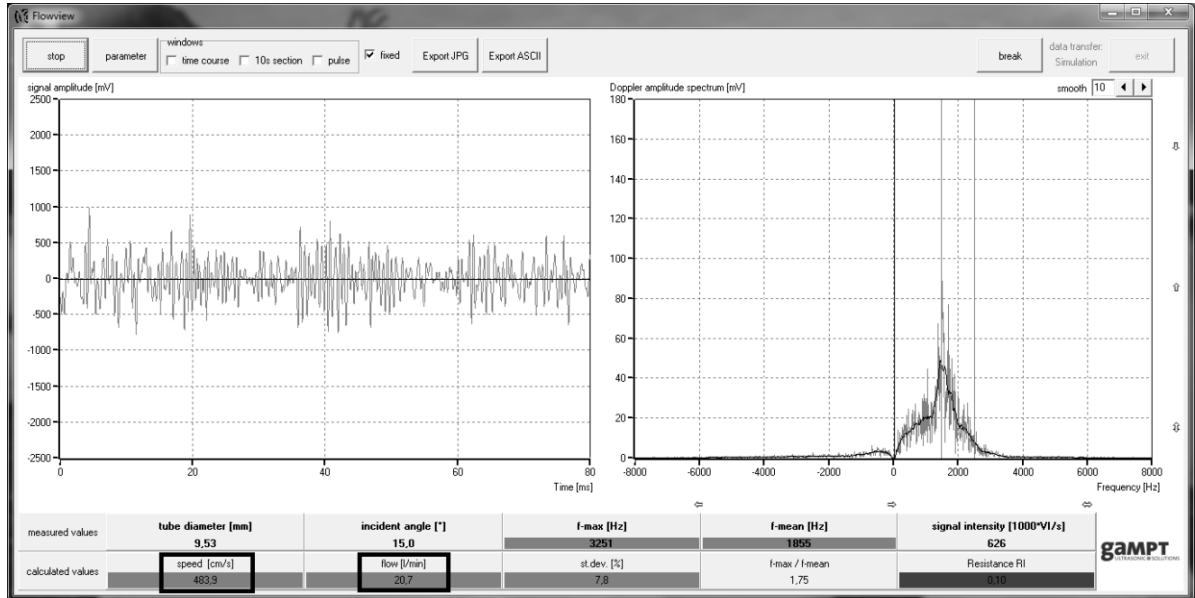 Flowview
stop parameter windows time course 10s section pulse fixed Export JPG Export ASCII break data transfer: Simulation exit
signal amplitude [mV]
2500
2000
1500
1000
500
0
-500
-1000
-1500
-2000
-2500
0 20 40 60 80
Time [ms]
Doppler amplitude spectrum [mV] smooth 10
180
160
140
120
100
80
60
40
20
0
-8000 -6000 -4000 -2000 0 2000 4000 6000 8000
Frequency [Hz]
measured values tube diameter [mm] incident angle [°] f-max [Hz] f-mean [Hz] signal intensity [1000*VI/s]
9,53 15,0 3251 1855 626
calculated values speed [cm/s] flow [l/min] st.dev. [%] f-max / f-mean Resistance RI
483,9 20,7 7,8 1,75 0,10
GAMPT
ULTRASONIC SOLUTIONS